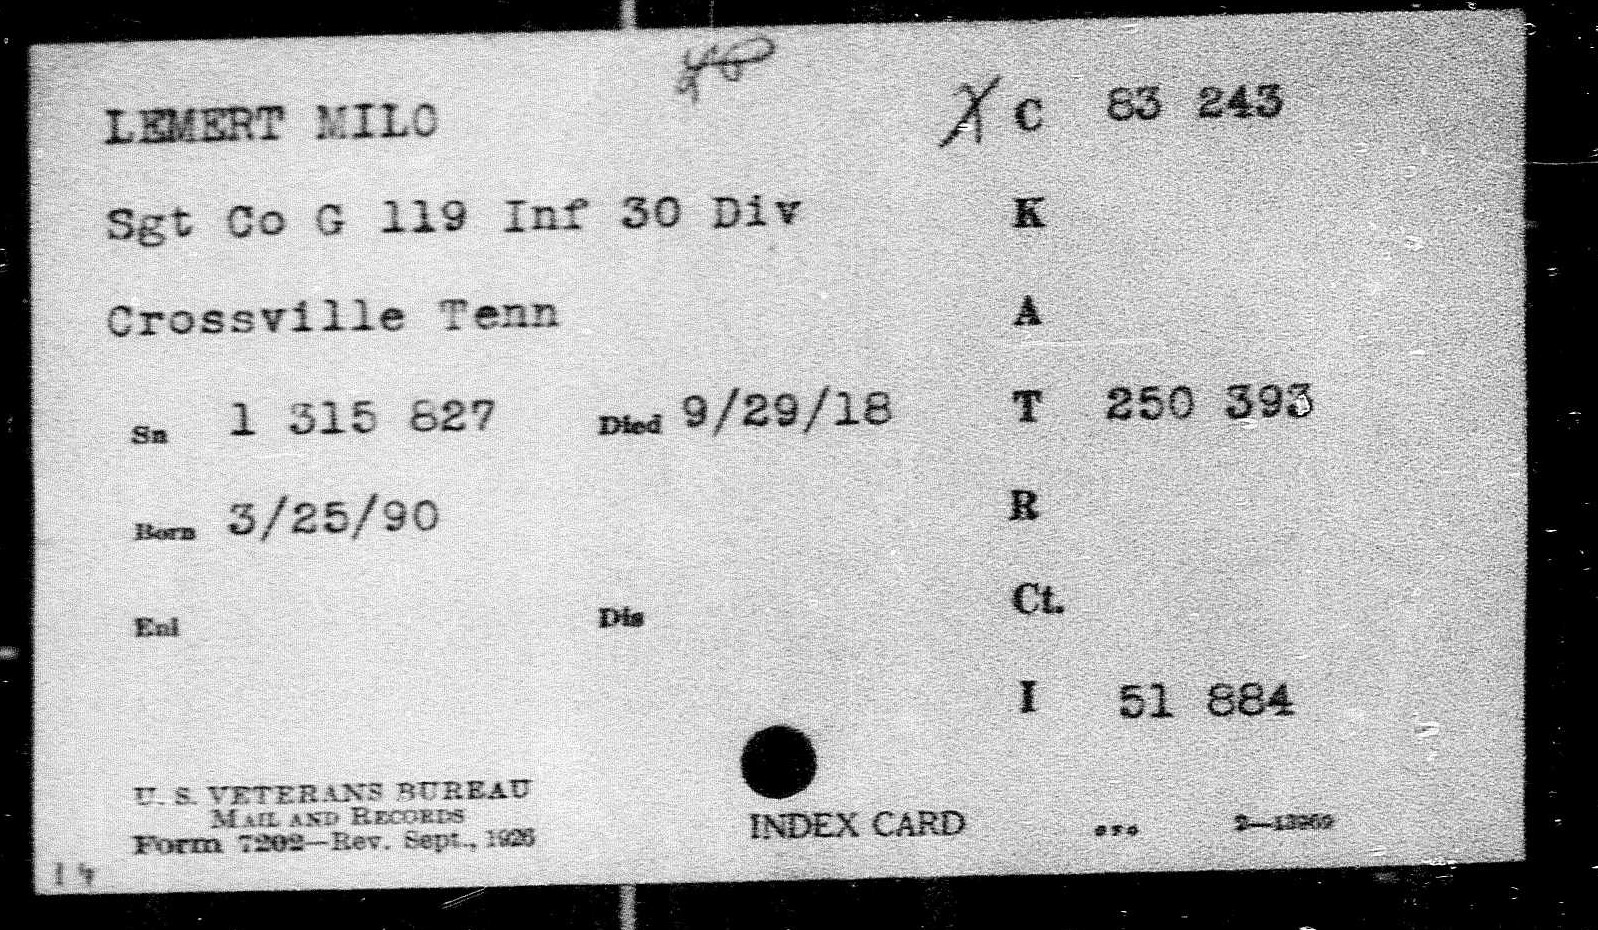 LEMERT MILO
X C 83 243
Sgt Co G 119 Inf 30 Div
K
Crossville Tenn
A
Sn 1 315 827 Died 9/29/18
T 250 393
Born 3/25/90
R
Enl Dis
Ct.
I 51 884
U. S. VETERANS BUREAU
MAIL AND RECORDS
Form 7202—Rev. Sept., 1926
INDEX CARD
14